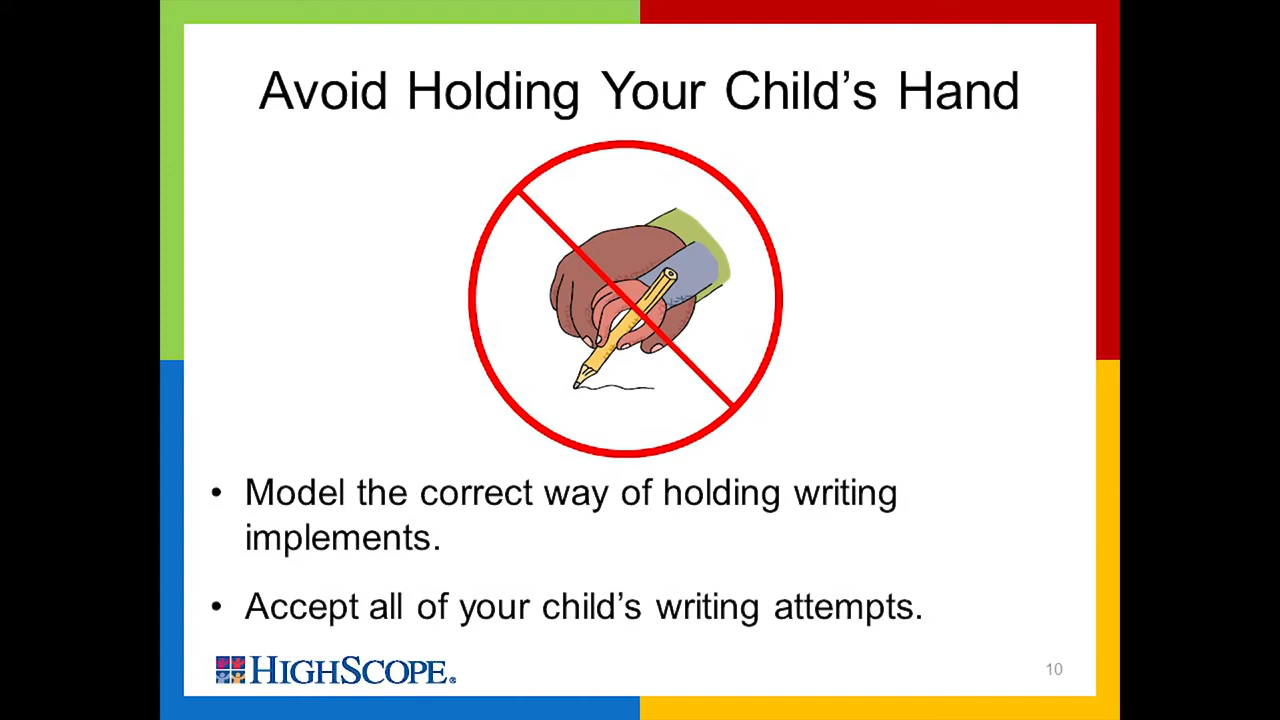 Avoid Holding Your Child’s Hand
• Model the correct way of holding writing
implements.
• Accept all of your child’s writing attempts.
HIGHSCOPE®
10